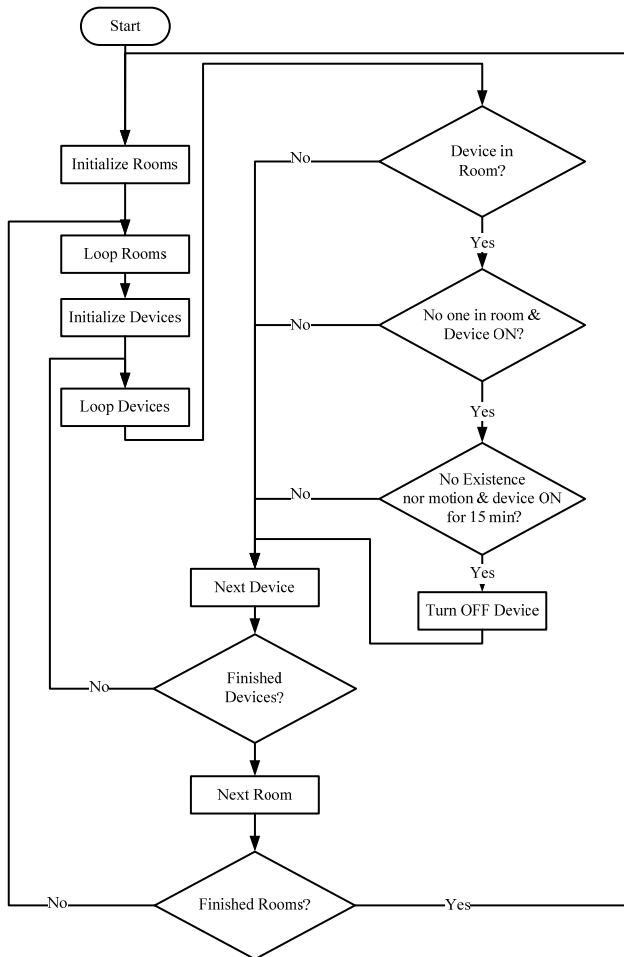 Start
Initialize Rooms
Loop Rooms
Initialize Devices
Loop Devices
Device in
Room?
No
Yes
No one in room &
Device ON?
No
Yes
No Existence
nor motion & device ON
for 15 min?
No
Yes
Turn OFF Device
Next Device
Finished
Devices?
No
Next Room
Finished Rooms?
No
Yes